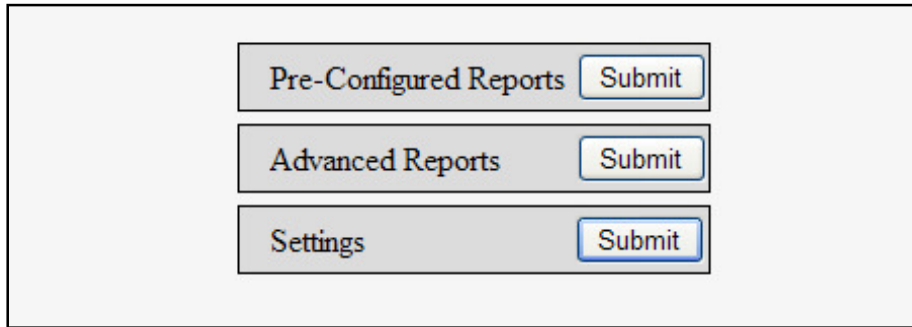 Pre-Configured Reports Submit
Advanced Reports Submit
Settings Submit